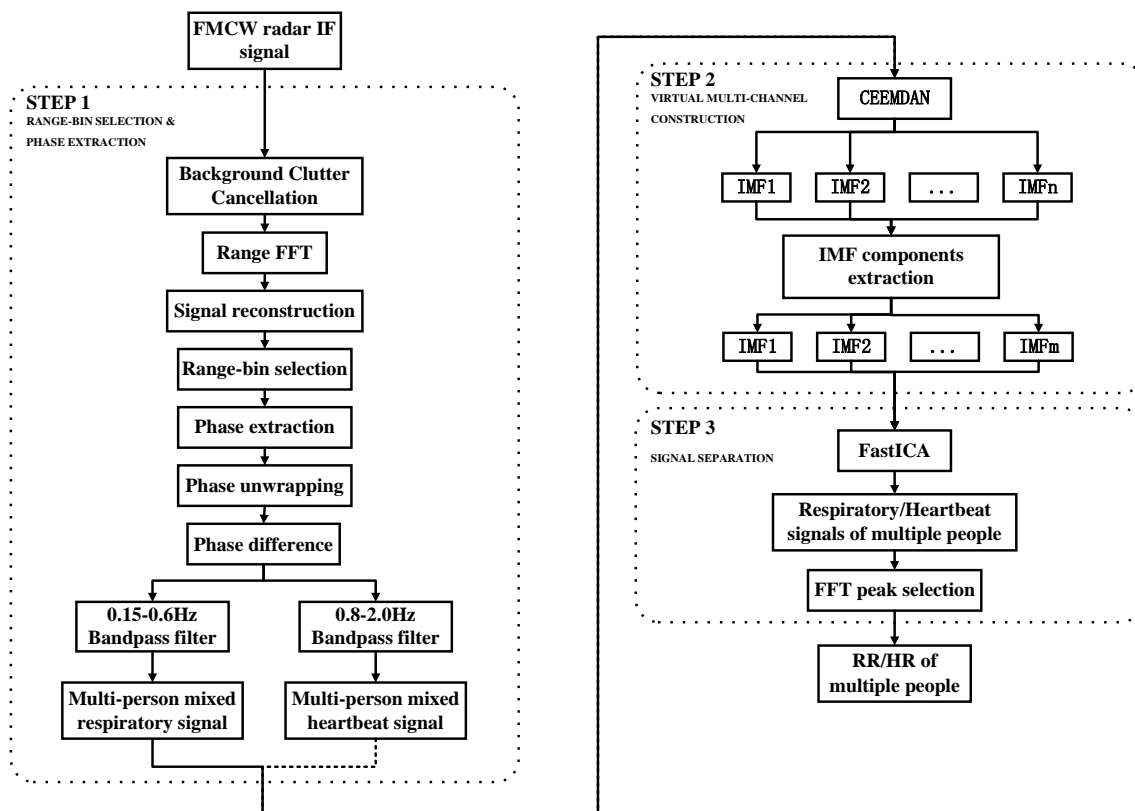 FMCW radar IF
signal
STEP 1
RANGE-BIN SELECTION &
PHASE EXTRACTION
Background Clutter
Cancellation
Range FFT
Signal reconstruction
Range-bin selection
Phase extraction
Phase unwrapping
Phase difference
0.15-0.6Hz
Bandpass filter
0.8-2.0Hz
Bandpass filter
Multi-person mixed
respiratory signal
Multi-person mixed
heartbeat signal
STEP 2
VIRTUAL MULTI-CHANNEL
CONSTRUCTION
CEEMDAN
IMF1
IMF2
...
IMFn
IMF components
extraction
IMF1
IMF2
...
IMFm
STEP 3
SIGNAL SEPARATION
FastICA
Respiratory/Heartbeat
signals of multiple people
FFT peak selection
RR/HR of
multiple people